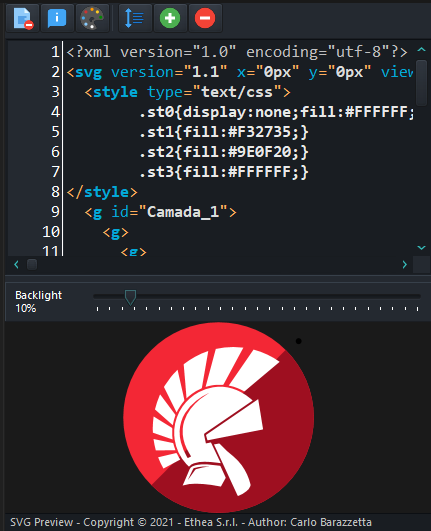 1 <?xml version="1.0" encoding="utf-8"?>
2 <svg version="1.1" x="0px" y="0px" view
3 <style type="text/css">
4 .st0{display:none;fill:#FFFFFF;
5 .st1{fill:#F32735;}
6 .st2{fill:#9E0F20;}
7 .st3{fill:#FFFFFF;}
8 </style>
9 <g id="Camada_1">
10 <g>
11 <g>
Backlight
10%
SVG Preview - Copyright © 2021 - Ethea S.r.l. - Author: Carlo Barazzetta